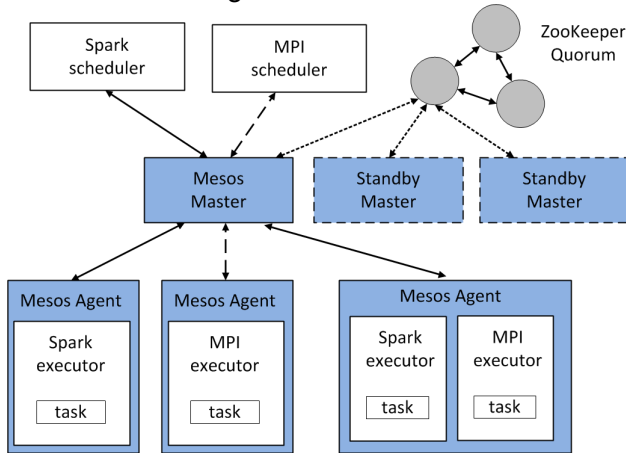 Spark
scheduler
MPI
scheduler
ZooKeeper
Quorum
Mesos
Master
Standby
Master
Standby
Master
Mesos Agent
Spark
executor
task
Mesos Agent
MPI
executor
task
Mesos Agent
Spark
executor
task
MPI
executor
task